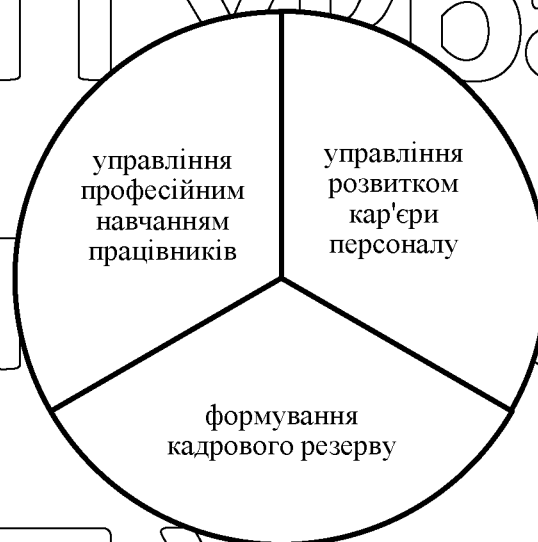 управління
професійним
навчанням
працівників
управління
розвитком
кар'єри
персоналу
формування
кадрового резерву